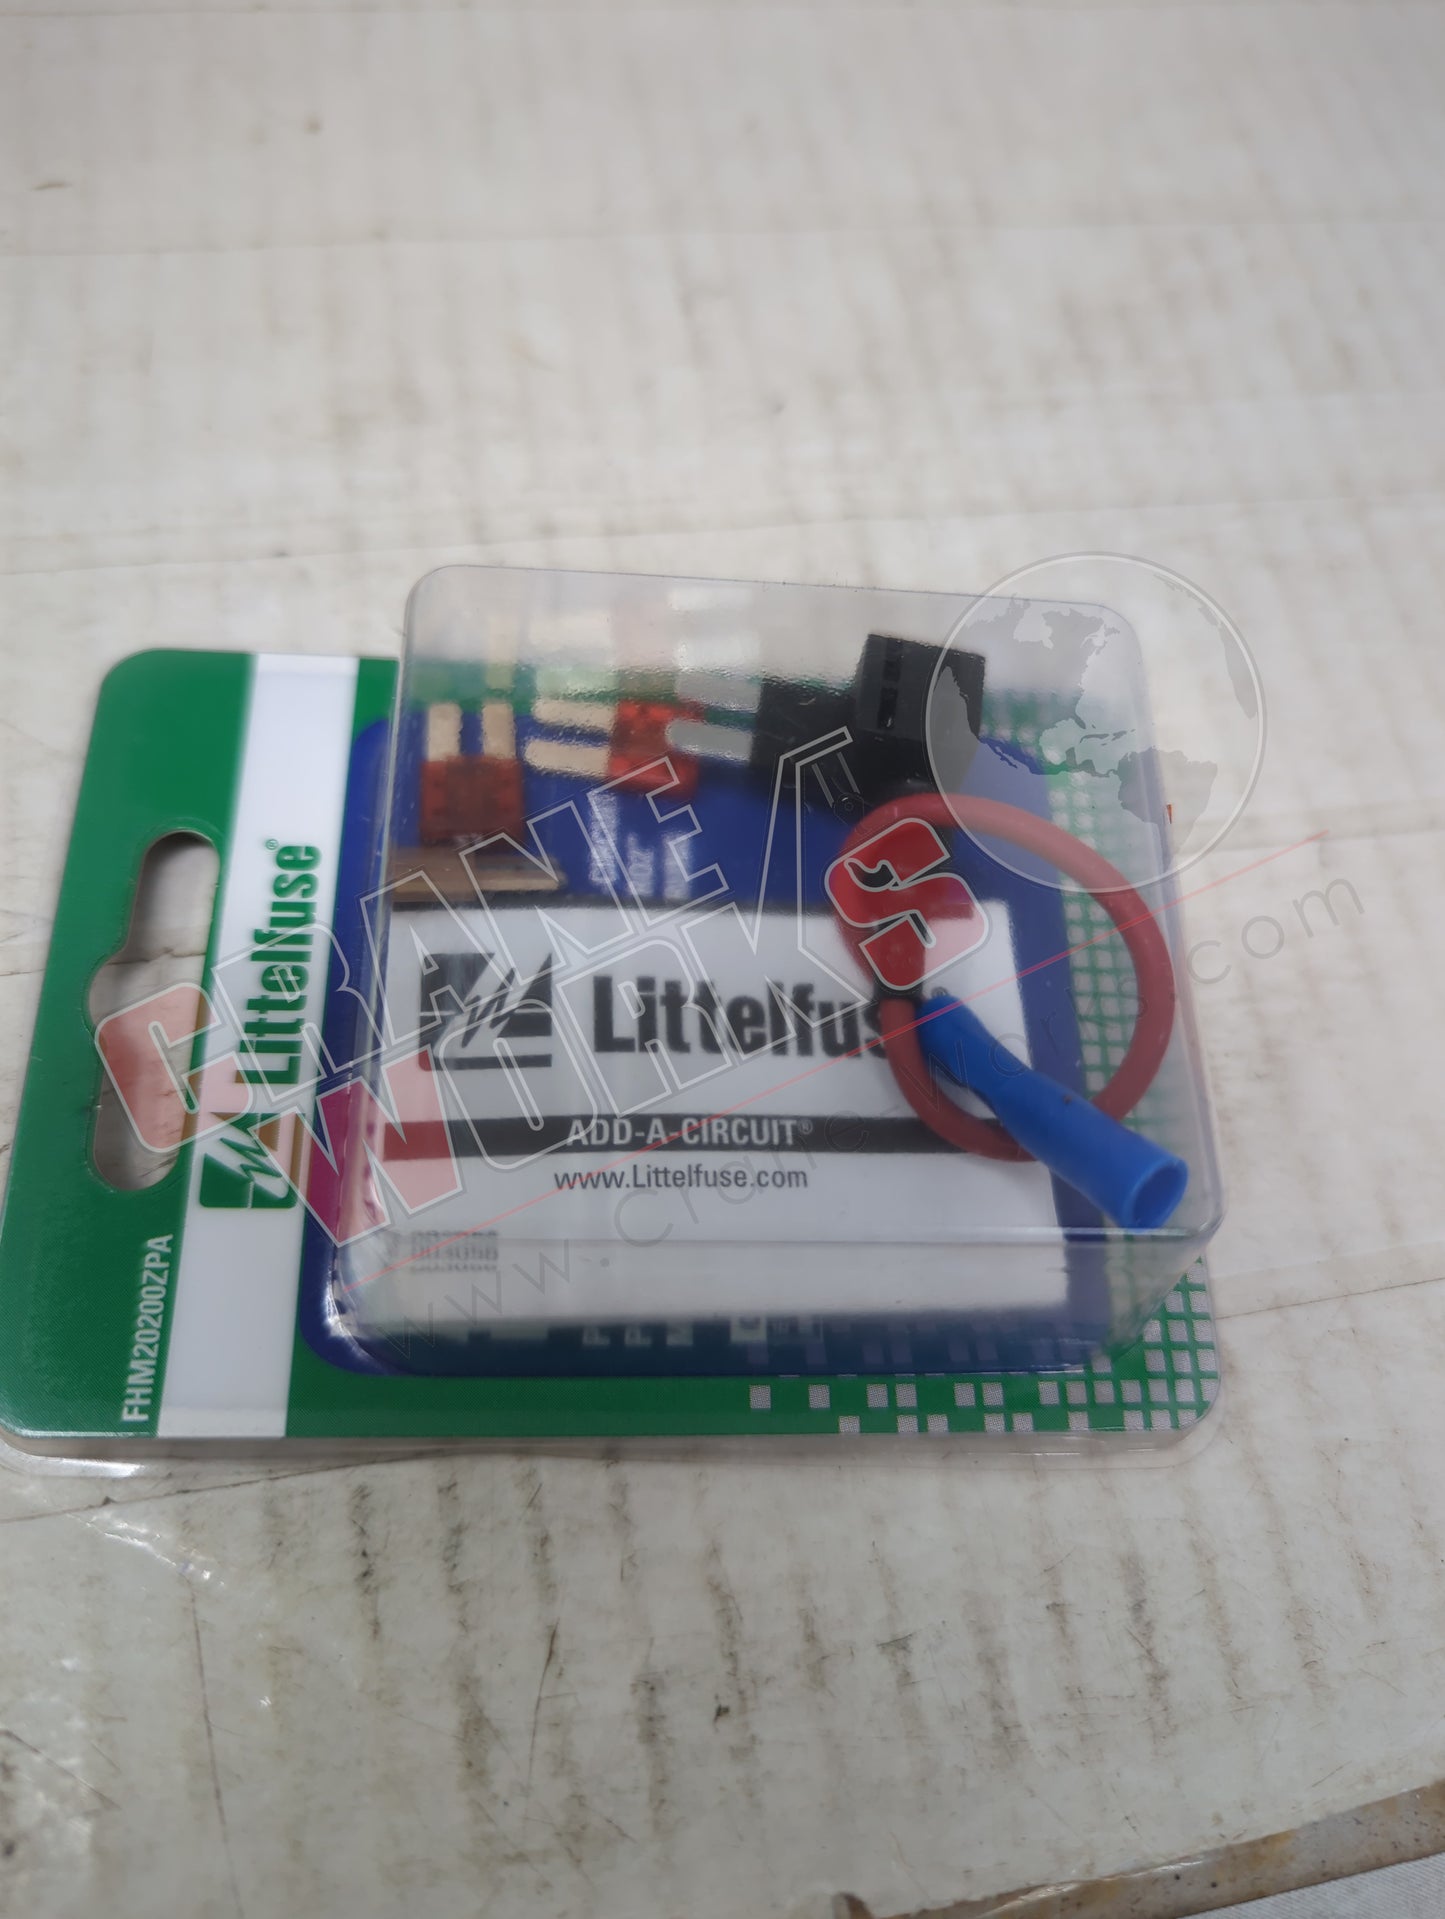 Littelfuse®
FHM20200ZPA
Littelfuse®
ADD-A-CIRCUIT®
www.Littelfuse.com
CRANE
WORKS
www.crane-works.com